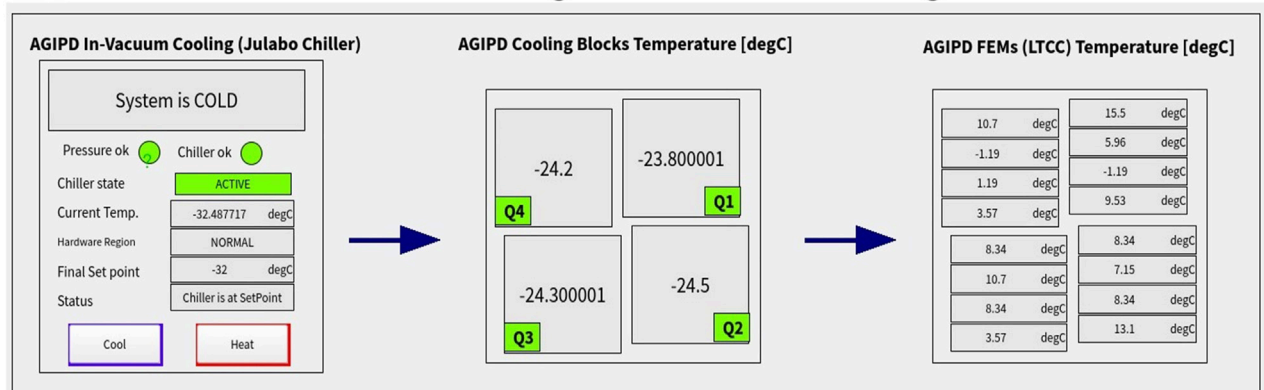 AGIPD In-Vacuum Cooling (Julabo Chiller)
System is COLD
Pressure ok ? Chiller ok
Chiller state ACTIVE
Current Temp. -32.487717 degC
Hardware Region NORMAL
Final Set point -32 degC
Status Chiller is at SetPoint
Cool Heat
AGIPD Cooling Blocks Temperature [degC]
-24.2
Q4
-23.800001
Q1
-24.300001
Q3
-24.5
Q2
AGIPD FEMs (LTCC) Temperature [degC]
10.7 degC
-1.19 degC
1.19 degC
3.57 degC
15.5 degC
5.96 degC
-1.19 degC
9.53 degC
8.34 degC
10.7 degC
8.34 degC
3.57 degC
8.34 degC
7.15 degC
8.34 degC
13.1 degC